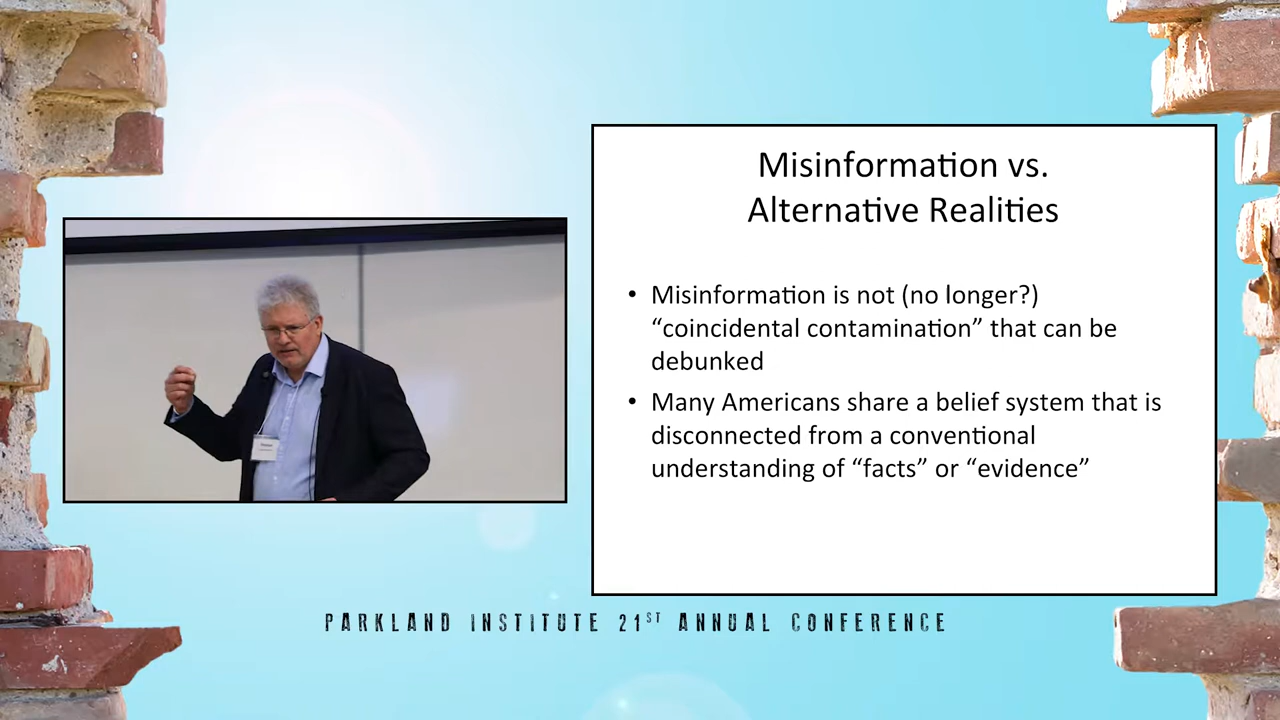 Misinformation vs.
Alternative Realities
• Misinformation is not (no longer?)
“coincidental contamination” that can be
debunked
• Many Americans share a belief system that is
disconnected from a conventional
understanding of “facts” or “evidence”
PARKLAND INSTITUTE 21ST ANNUAL CONFERENCE